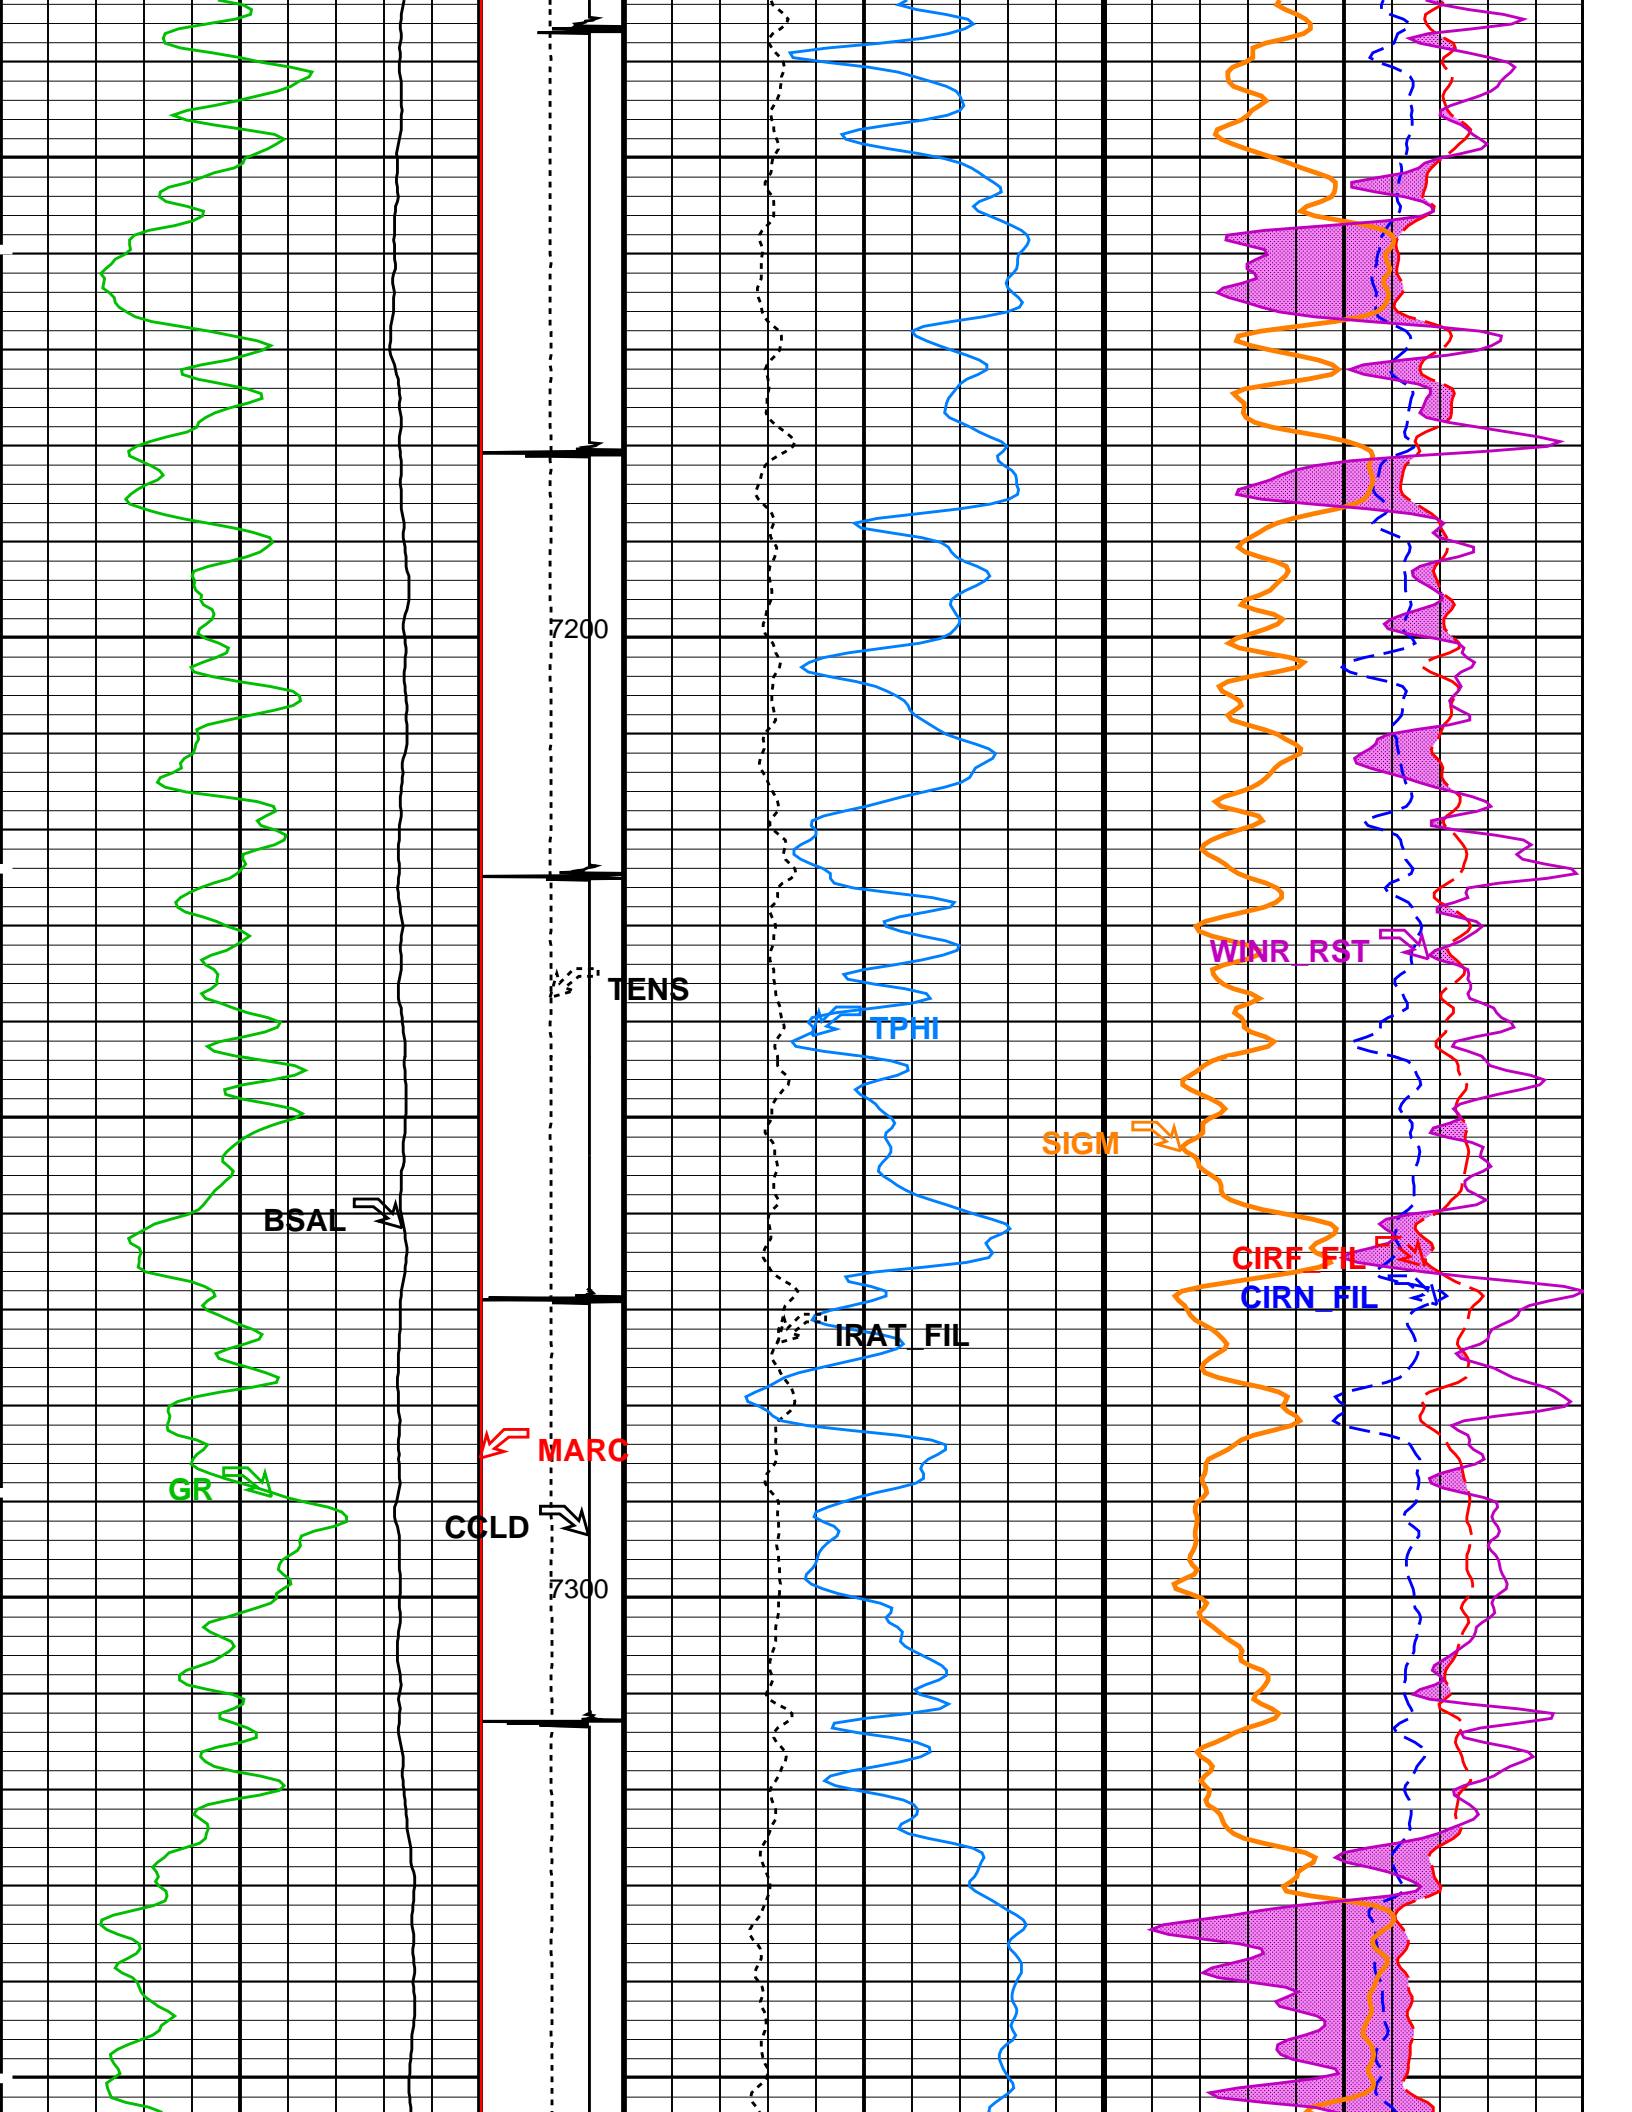 7200
WINR_RST
TENS
TPHI
SIGM
BSAL
CIRF_FIL
CIRN_FIL
IRAT_FIL
MARC
GR
CCLD
7300